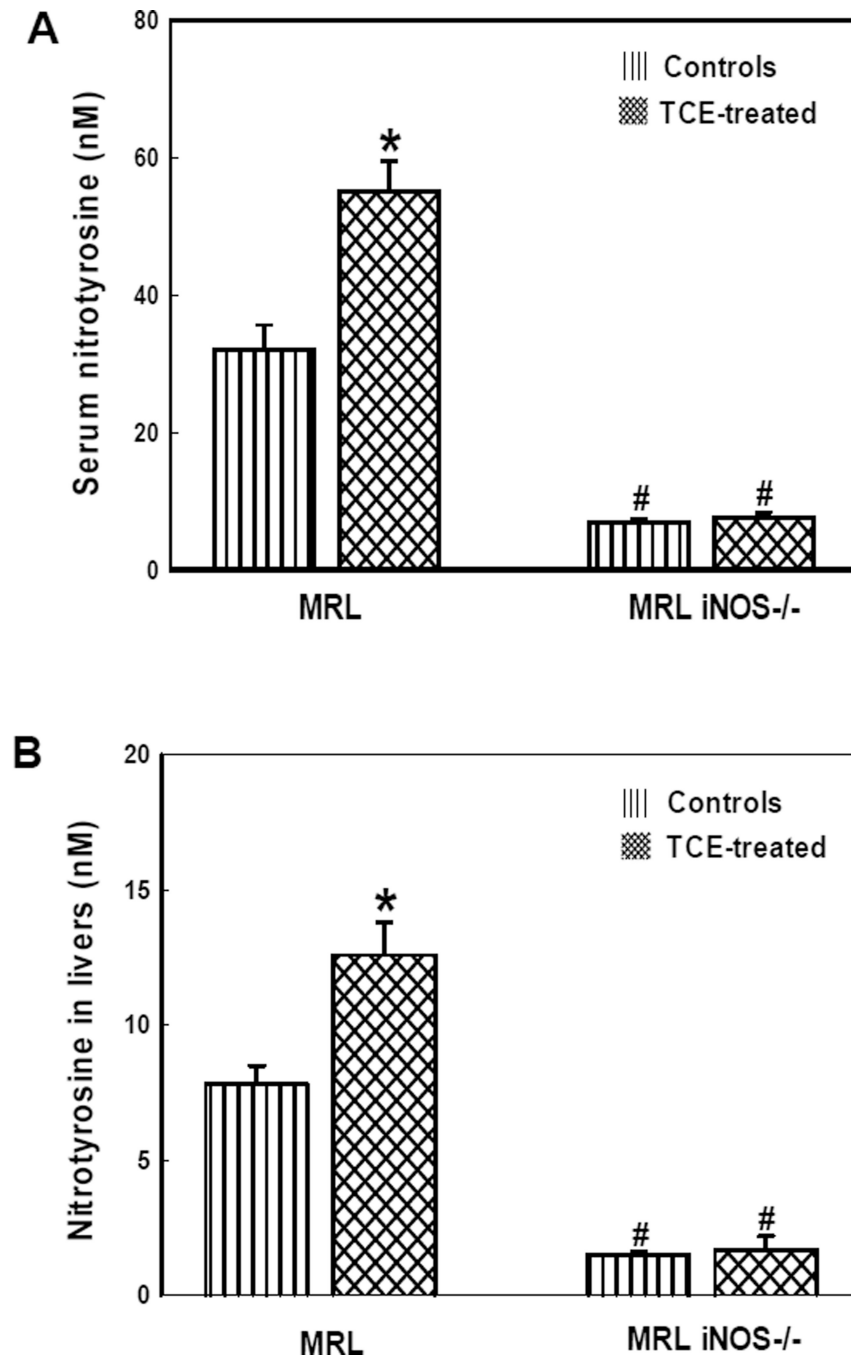 A
Serum nitrotyrosine (nM)
80
60
40
20
0
Controls
TCE-treated
*
#
#
MRL
MRL iNOS-/-
B
Nitrotyrosine in livers (nM)
20
15
10
5
0
Controls
TCE-treated
*
#
#
MRL
MRL iNOS-/-